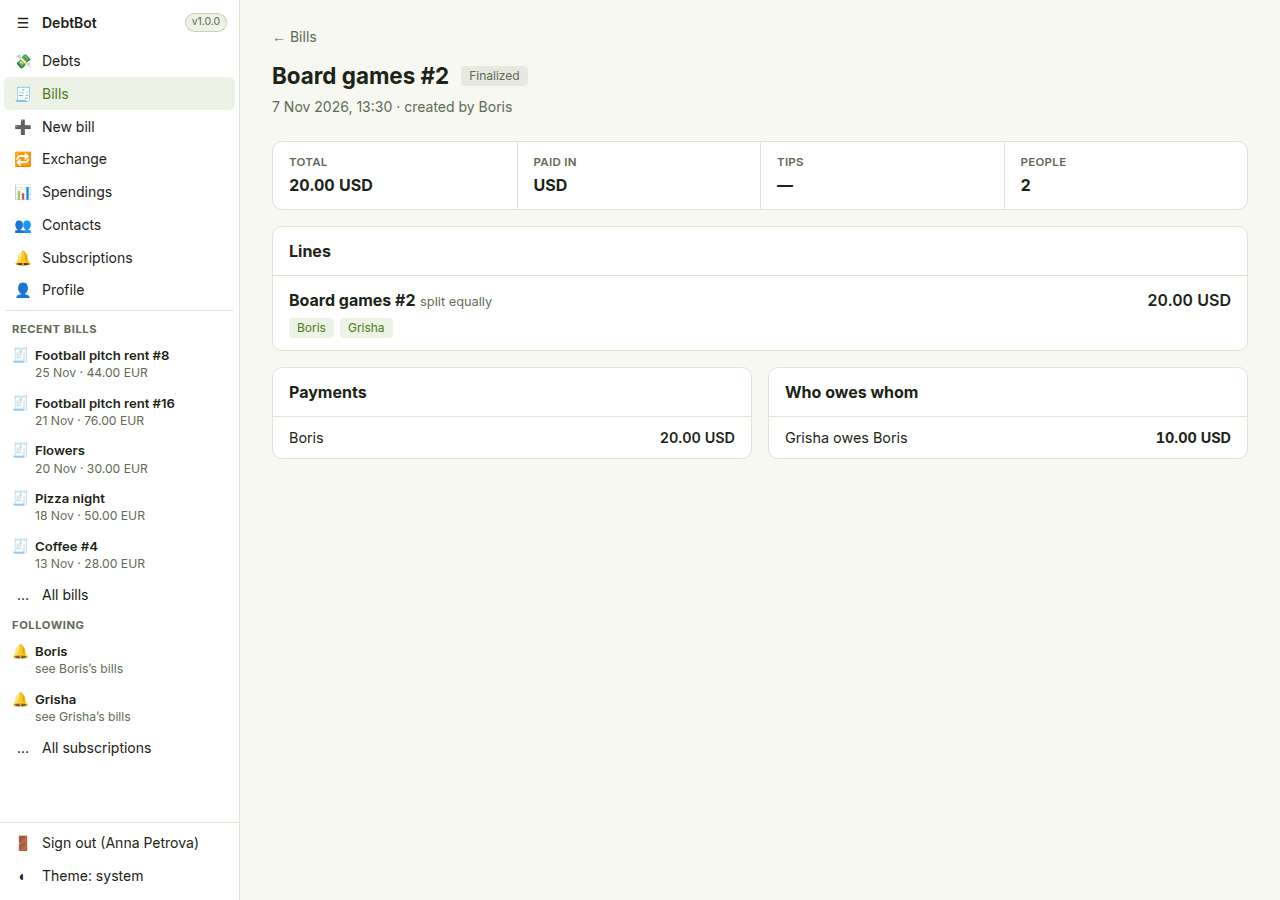 ☰ DebtBot v1.0.0
💸 Debts
🧾 Bills
➕ New bill
🔁 Exchange
📊 Spendings
👥 Contacts
🔔 Subscriptions
👤 Profile
RECENT BILLS
🧾 Football pitch rent #8
25 Nov · 44.00 EUR
🧾 Football pitch rent #16
21 Nov · 76.00 EUR
🧾 Flowers
20 Nov · 30.00 EUR
🧾 Pizza night
18 Nov · 50.00 EUR
🧾 Coffee #4
13 Nov · 28.00 EUR
… All bills
FOLLOWING
🔔 Boris
see Boris’s bills
🔔 Grisha
see Grisha’s bills
… All subscriptions
🚪 Sign out (Anna Petrova)
Theme: system
← Bills
Board games #2 Finalized
7 Nov 2026, 13:30 · created by Boris
TOTAL PAID IN TIPS PEOPLE
20.00 USD USD — 2
Lines
Board games #2 split equally 20.00 USD
Boris Grisha
Payments
Boris 20.00 USD
Who owes whom
Grisha owes Boris 10.00 USD